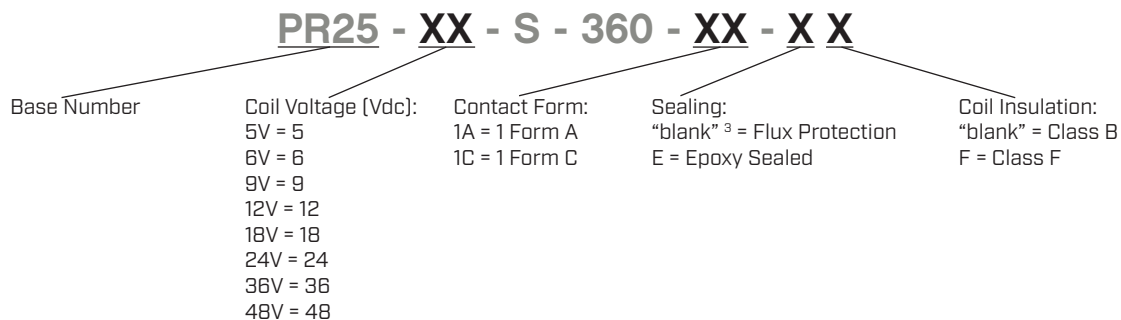 PR25 - XX - S - 360 - XX - X X
Base Number
Coil Voltage (Vdc):
5V = 5
6V = 6
9V = 9
12V = 12
18V = 18
24V = 24
36V = 36
48V = 48
Contact Form:
1A = 1 Form A
1C = 1 Form C
Sealing:
“blank” ³ = Flux Protection
E = Epoxy Sealed
Coil Insulation:
“blank” = Class B
F = Class F